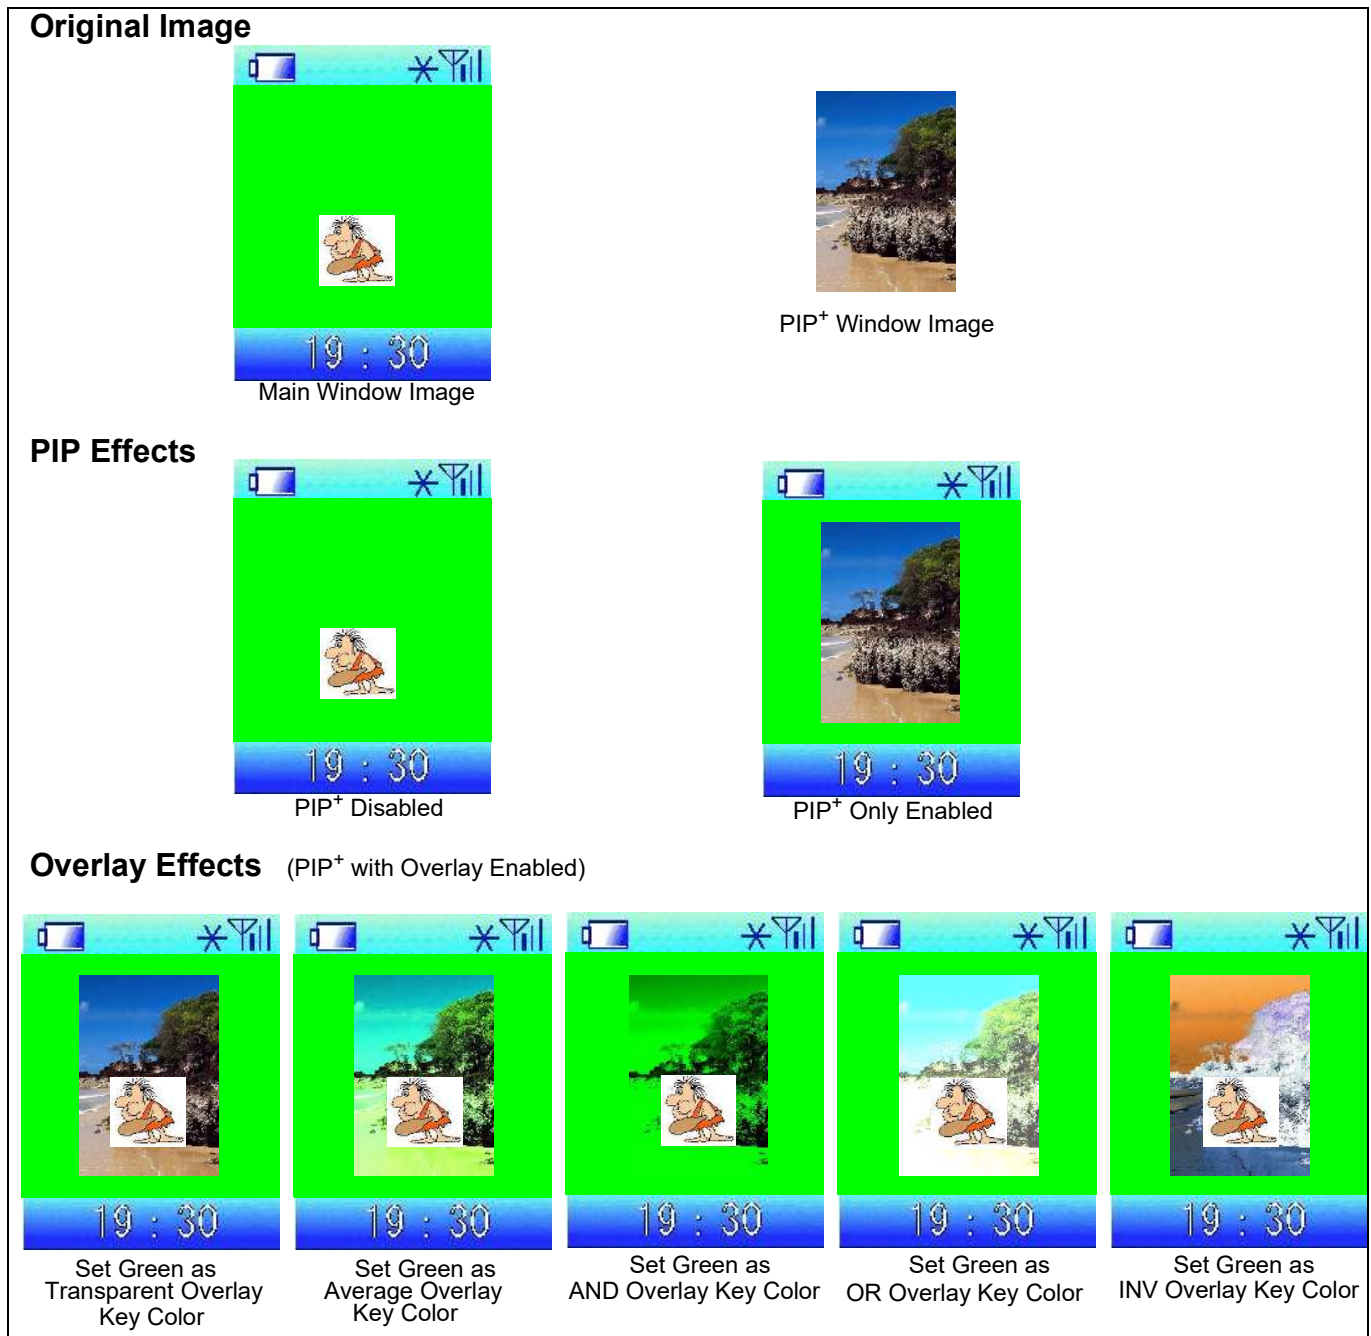 Original Image
19 : 30
Main Window Image
PIP+ Window Image
PIP Effects
19 : 30
PIP+ Disabled
19 : 30
PIP+ Only Enabled
Overlay Effects (PIP+ with Overlay Enabled)
19 : 30
Set Green as
Transparent Overlay
Key Color
19 : 30
Set Green as
Average Overlay
Key Color
19 : 30
Set Green as
AND Overlay Key Color
19 : 30
Set Green as
OR Overlay Key Color
19 : 30
Set Green as
INV Overlay Key Color